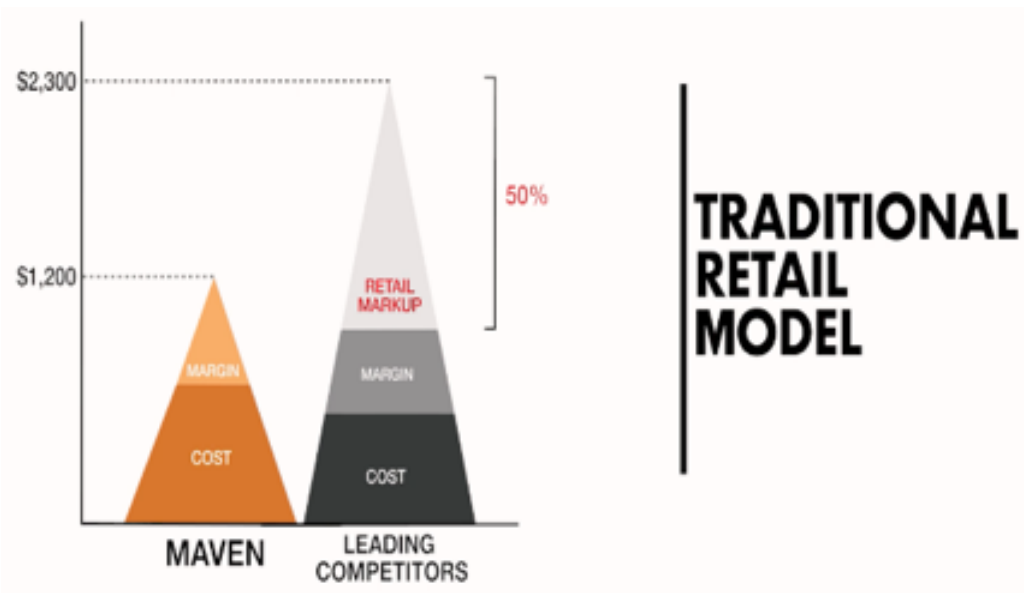 $2,300
50%
$1,200
RETAIL
MARKUP
MARGIN
MARGIN
COST
COST
MAVEN
LEADING
COMPETITORS
TRADITIONAL
RETAIL
MODEL